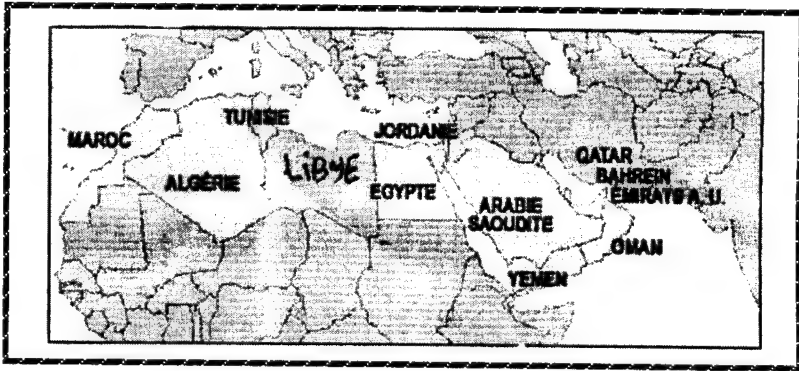 TUNISIE
MAROC
JORDANIE
LiBYE
ALGÉRIE
EGYPTE
QATAR
BAHREIN
ÉMIRATS A. U.
ARABIE
SAOUDITE
OMAN
YEMEN